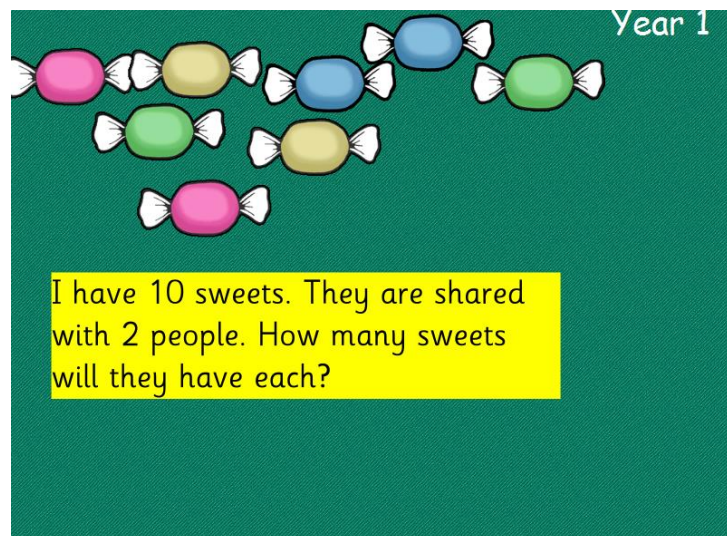 Year 1
I have 10 sweets. They are shared
with 2 people. How many sweets
will they have each?